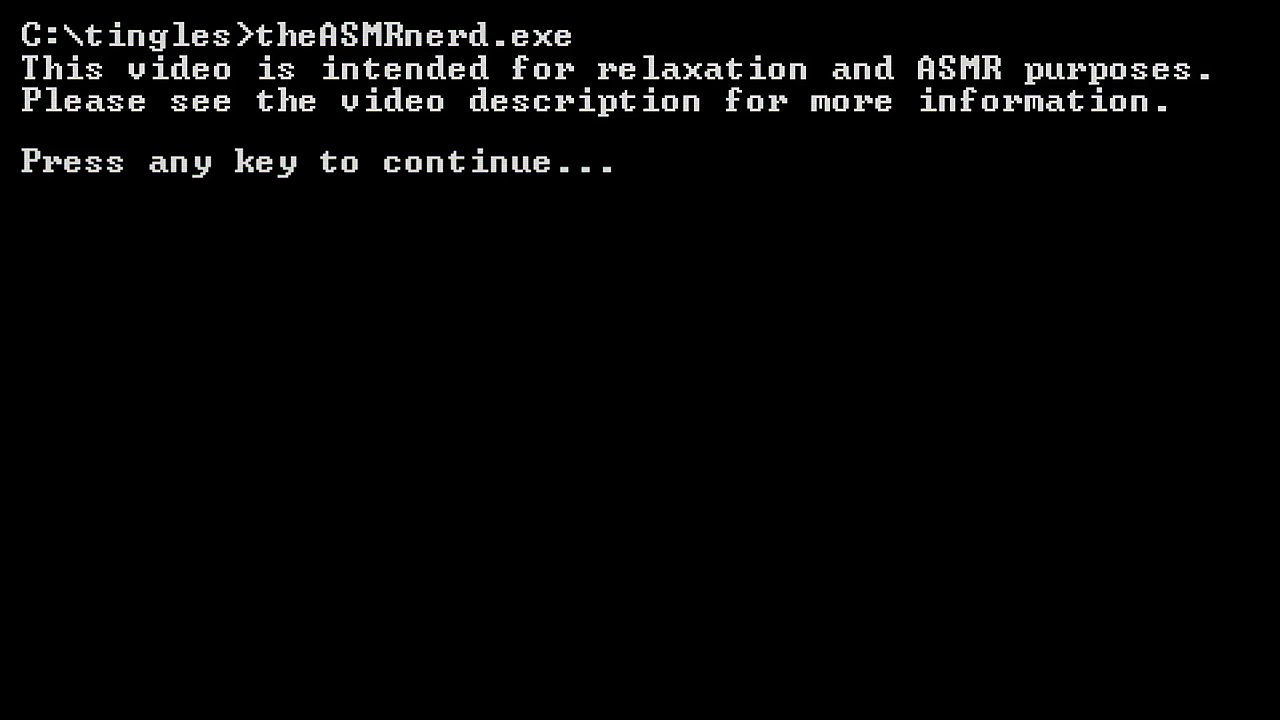 C:\tingles>theASMRnerd.exe
This video is intended for relaxation and ASMR purposes.
Please see the video description for more information.
Press any key to continue...